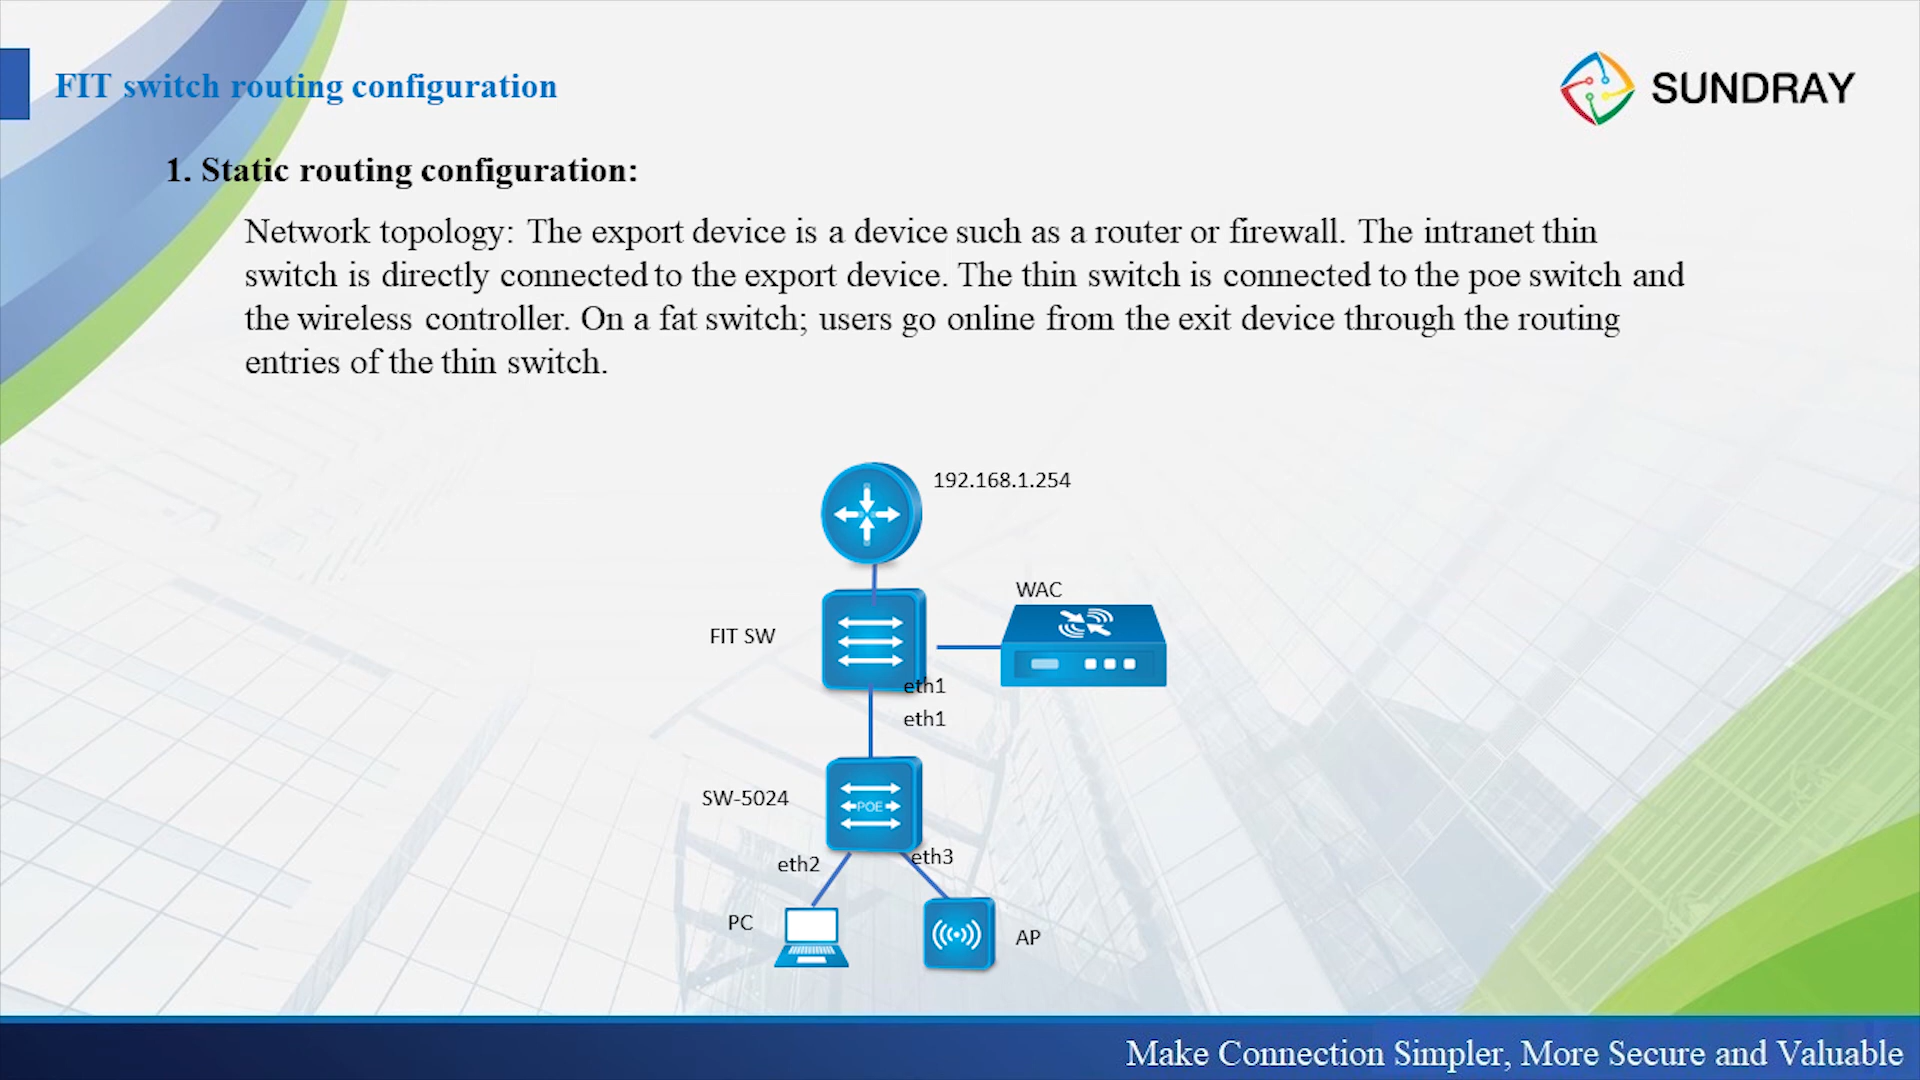 FIT switch routing configuration
SUNDRAY
1. Static routing configuration:
Network topology: The export device is a device such as a router or firewall. The intranet thin
switch is directly connected to the export device. The thin switch is connected to the poe switch and
the wireless controller. On a fat switch; users go online from the exit device through the routing
entries of the thin switch.
192.168.1.254
WAC
FIT SW
eth1
eth1
SW-5024
POE
eth2
eth3
PC
AP
Make Connection Simpler, More Secure and Valuable